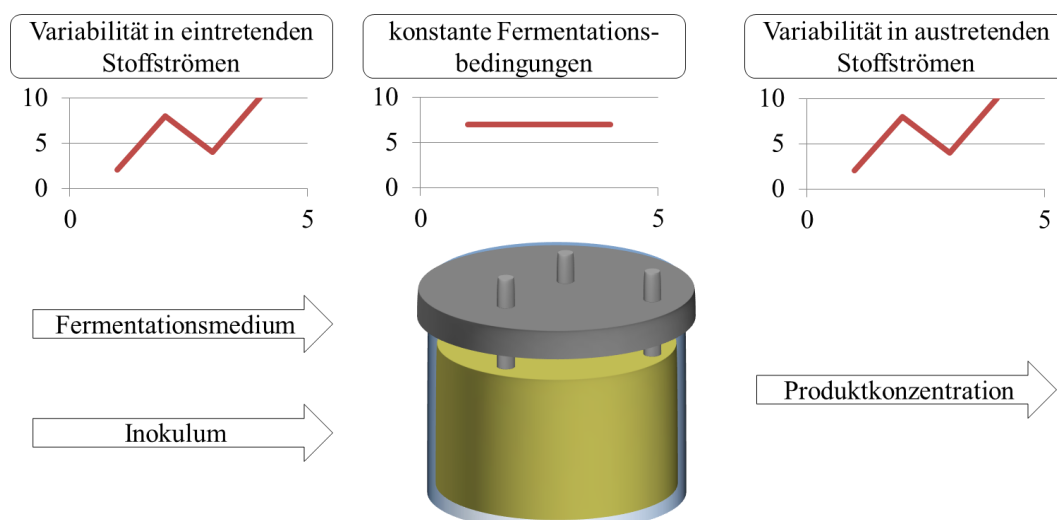 Variabilität in eintretenden
Stoffströmen
konstante Fermentations-
bedingungen
Variabilität in austretenden
Stoffströmen
10
5
0
0
5
10
5
0
0
5
10
5
0
0
5
Fermentationsmedium
Inokulum
Produktkonzentration